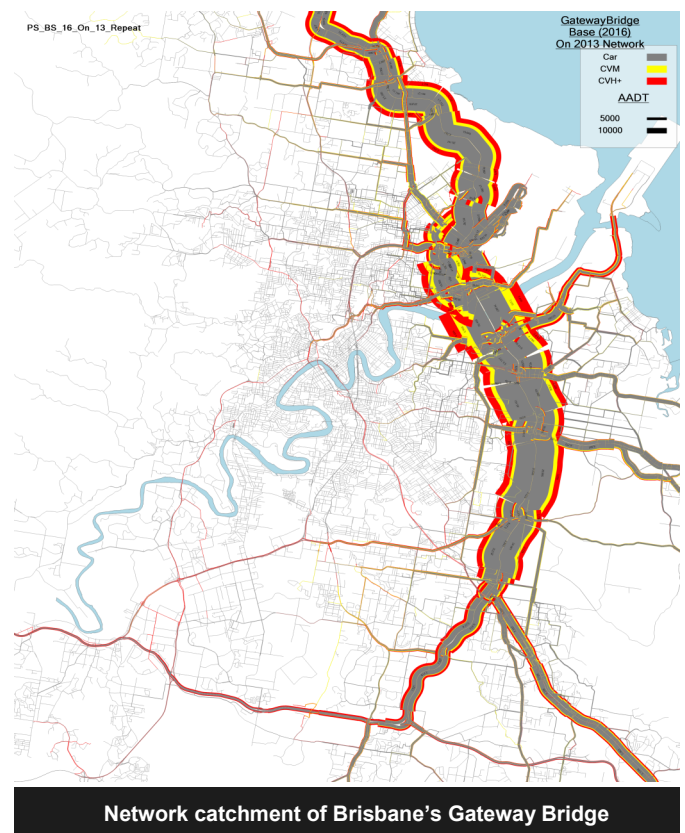 PS_BS_16_On_13_Repeat
GatewayBridge
Base (2016)
On 2013 Network
Car
CVM
CVH+
AADT
5000
10000
Network catchment of Brisbane's Gateway Bridge